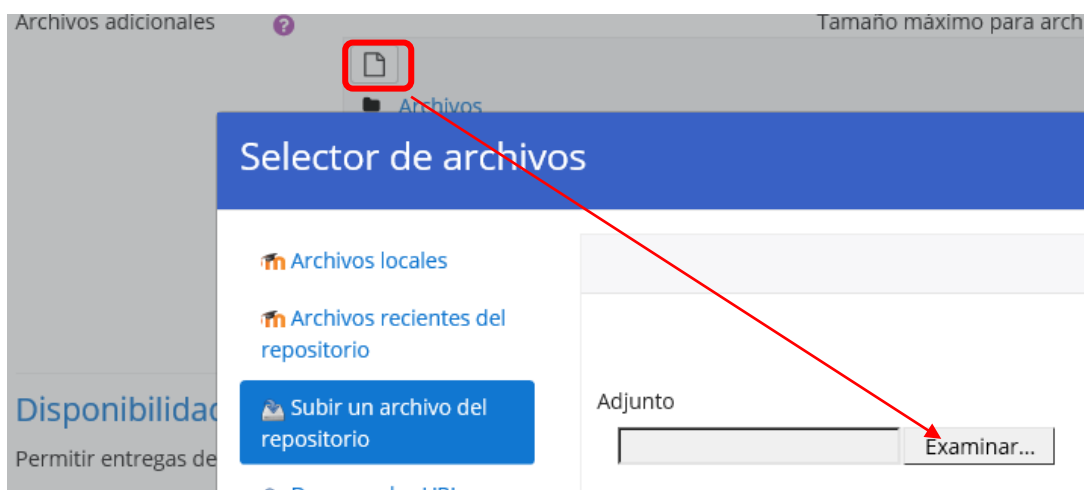 Archivos adicionales
Tamaño máximo para arch
Archivos
Selector de archivos
Archivos locales
Archivos recientes del
repositorio
Subir un archivo del
repositorio
Adjunto
Examinar...
Disponibilidad
Permitir entregas de